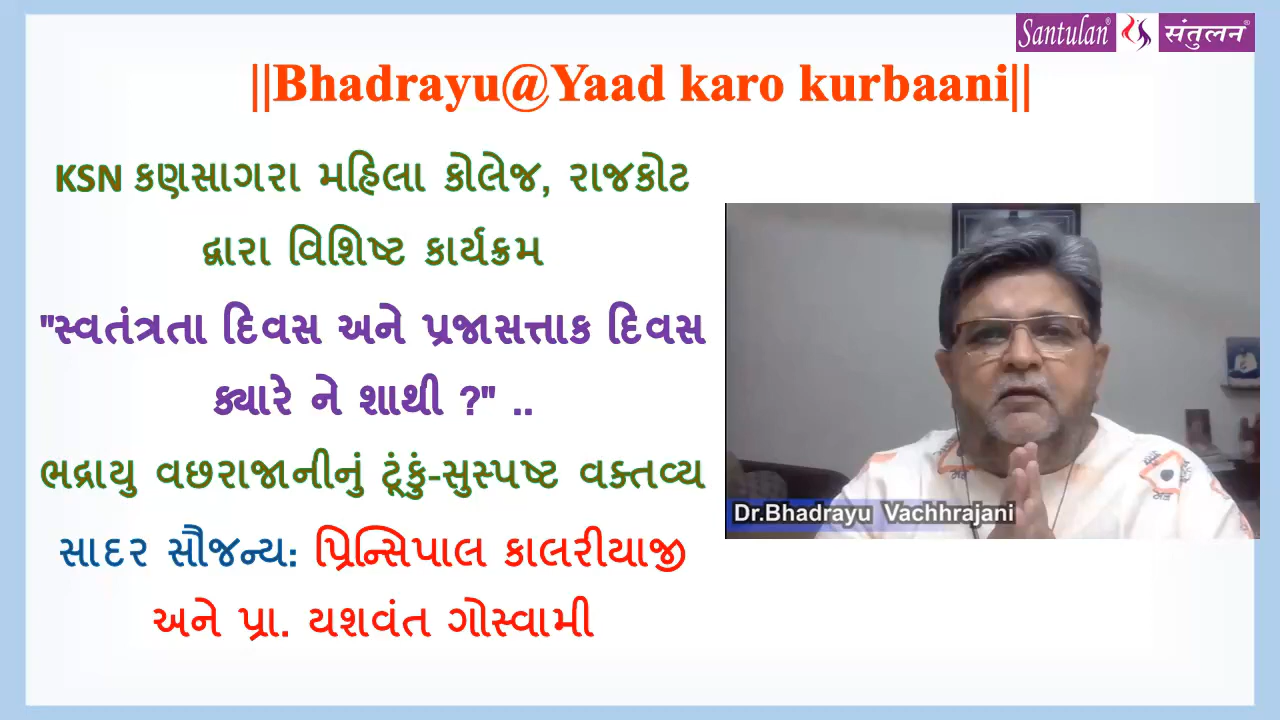 Santulan® संतुलन®
||Bhadrayu@Yaad karo kurbaani||
KSN કણસાગરા મહિલા કોલેજ, રાજકોટ
દ્વારા વિશિષ્ટ કાર્યક્રમ
"સ્વતંત્રતા દિવસ અને પ્રજાસત્તાક દિવસ
ક્યારે ને શાથી ?" ..
ભદ્રાયુ વછરાજાનીનું ટૂંકું-સુસ્પષ્ટ વક્તવ્ય
સાદર સૌજન્ય: પ્રિન્સિપાલ કાલરીયાજી
અને પ્રા. યશવંત ગોસ્વામી
Dr.Bhadrayu Vachhrajani